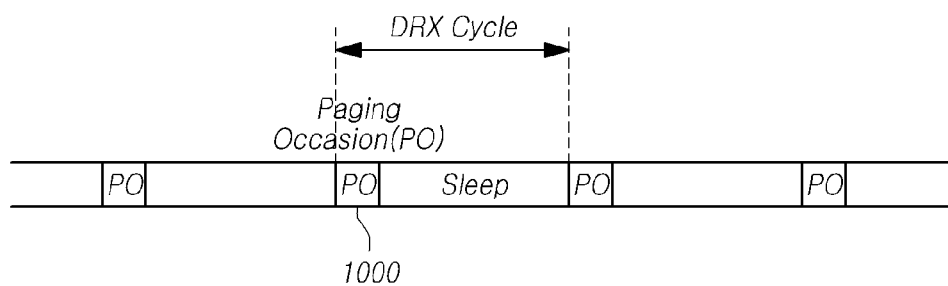 DRX Cycle
Paging
Occasion(PO)
PO PO Sleep PO PO
1000